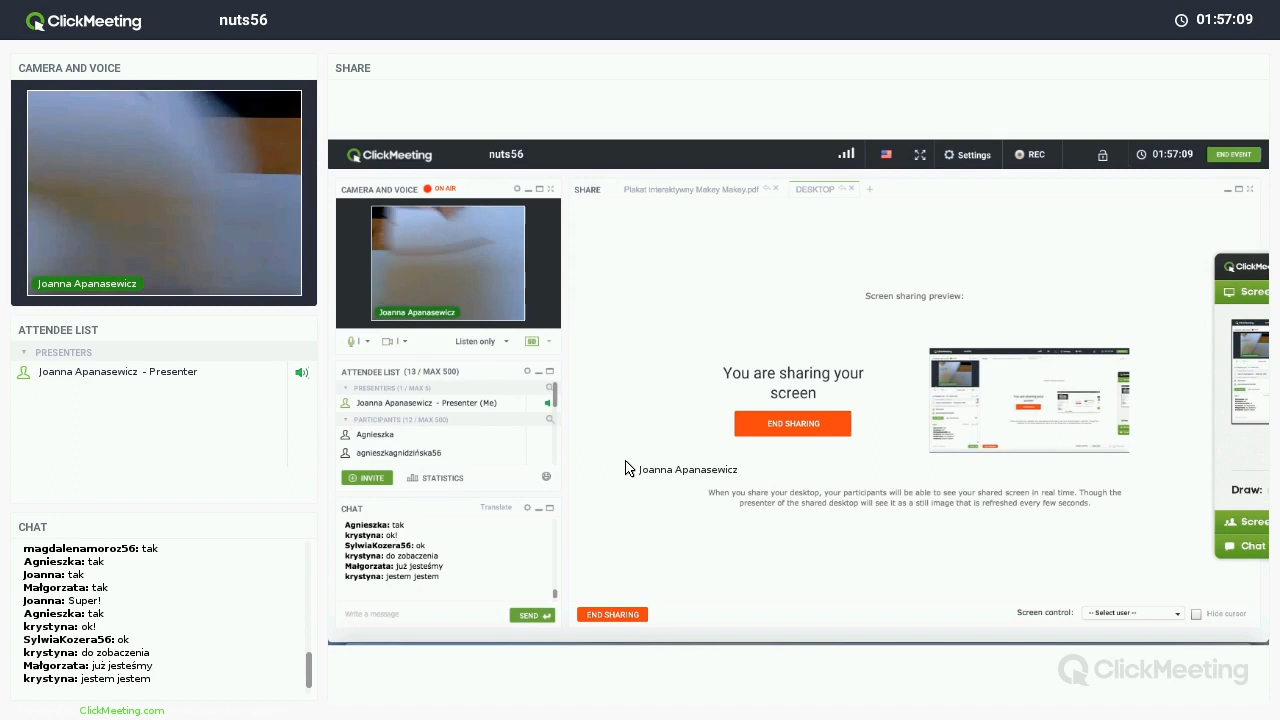 ClickMeeting
nuts56
01:57:09
CAMERA AND VOICE
Joanna Apanasewicz
ATTENDEE LIST
PRESENTERS
Joanna Apanasewicz - Presenter
CHAT
magdalenamoroz56: tak
Agnieszka: tak
Joanna: tak
Małgorzata: tak
Joanna: Super!
Agnieszka: tak
krystyna: ok!
SylwiaKozera56: ok
krystyna: do zobaczenia
Małgorzata: już jesteśmy
krystyna: jestem jestem
ClickMeeting.com
SHARE
ClickMeeting
nuts56
Settings
REC
01:57:09
END EVENT
CAMERA AND VOICE ON AIR
Joanna Apanasewicz
Listen only
ATTENDEE LIST (13 / MAX 500)
PRESENTERS (1 / MAX 5)
Joanna Apanasewicz - Presenter (Me)
PARTICIPANTS (12 / MAX 500)
Agnieszka
agnieszkagnidzińska56
INVITE
STATISTICS
CHAT
Translate
Agnieszka: tak
krystyna: ok!
SylwiaKozera56: ok
krystyna: do zobaczenia
Małgorzata: już jesteśmy
krystyna: jestem jestem
Write a message
SEND
SHARE
Plakat interaktywny Makey Makey.pdf
DESKTOP
Screen sharing preview:
You are sharing your
screen
END SHARING
Joanna Apanasewicz
When you share your desktop, your participants will be able to see your shared screen in real time. Though the
presenter of the shared desktop will see it as a still image that is refreshed every few seconds.
END SHARING
Screen control:
-- Select user --
Hide cursor
ClickMee
Scree
Draw:
Scree
Chat
ClickMeeting